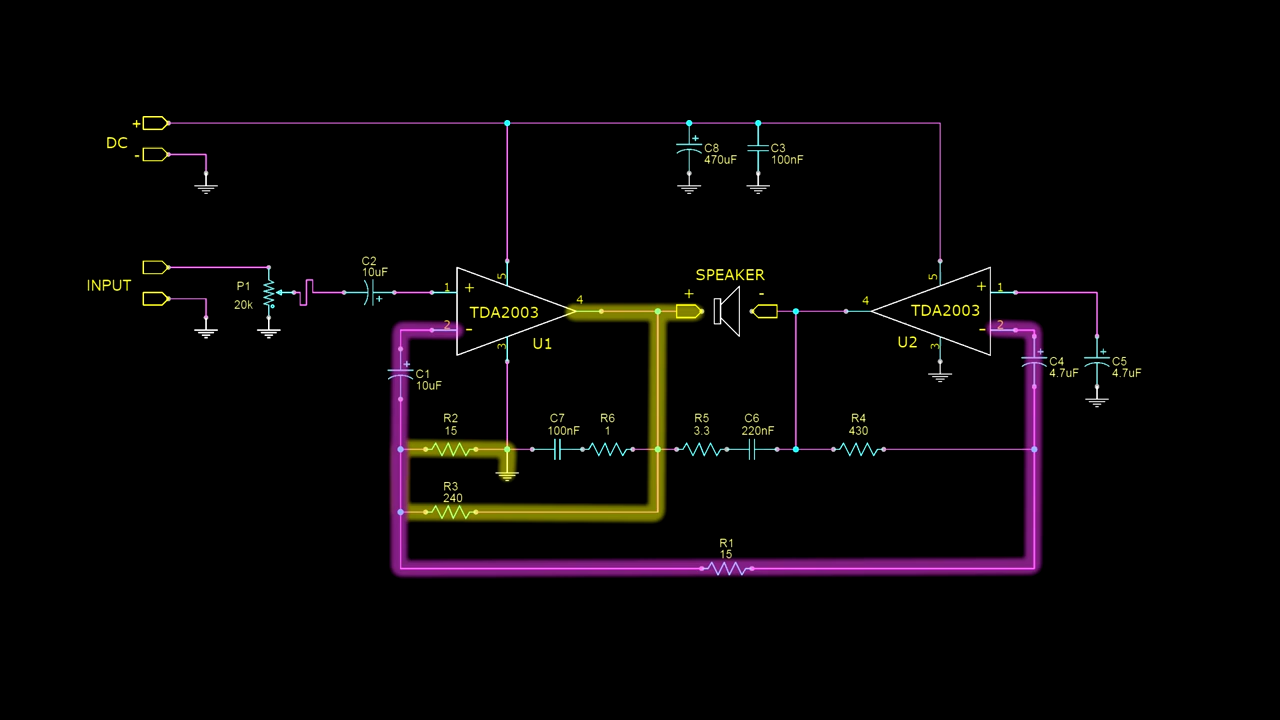 +
DC
-
C8
470uF
+
C3
100nF
INPUT
P1
20k
C2
10uF
+
1
+
5
TDA2003
4
2
-
3
U1
SPEAKER
+
-
4
5
+
1
TDA2003
2
-
3
U2
C1
10uF
+
C4
4.7uF
+
C5
4.7uF
+
R2
15
C7
100nF
R6
1
R5
3.3
C6
220nF
R4
430
R3
240
R1
15